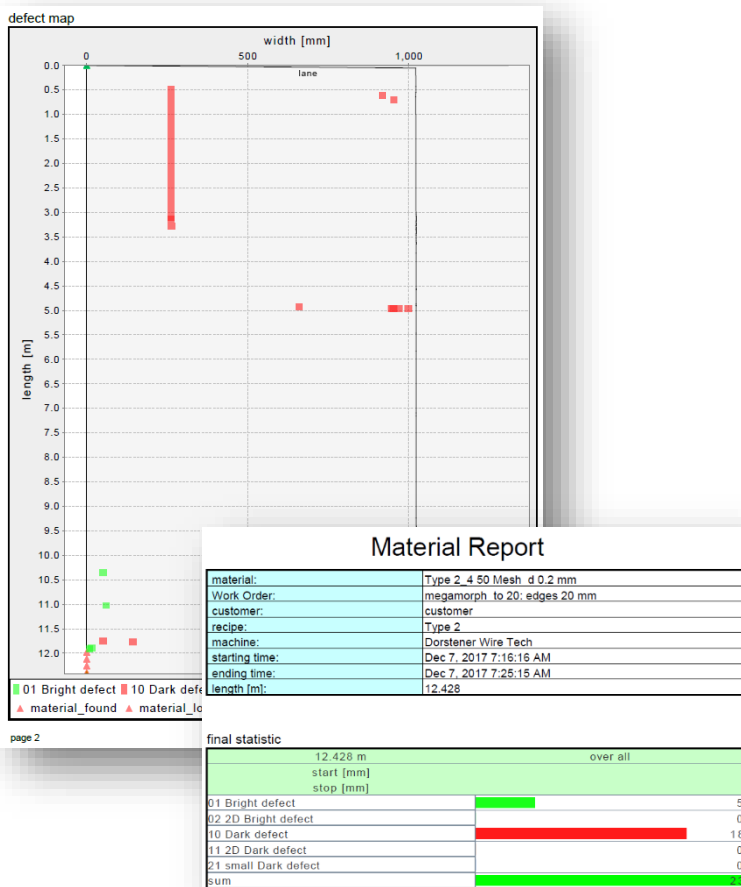 defect map
width [mm]
0 500 1,000
lane
0.0
0.5
1.0
1.5
2.0
2.5
3.0
3.5
4.0
4.5
5.0
5.5
6.0
6.5
7.0
7.5
8.0
8.5
9.0
9.5
10.0
10.5
11.0
11.5
12.0
length [m]
01 Bright defect 10 Dark defe
material_found material_lo
page 2
Material Report
material: Type 2_4 50 Mesh d 0.2 mm
Work Order: megamorph to 20: edges 20 mm
customer: customer
recipe: Type 2
machine: Dorstener Wire Tech
starting time: Dec 7, 2017 7:16:16 AM
ending time: Dec 7, 2017 7:25:15 AM
length [m]: 12.428
final statistic
12.428 m over all
start [mm]
stop [mm]
01 Bright defect 5
02 2D Bright defect 0
10 Dark defect 18
11 2D Dark defect 0
21 small Dark defect 0
sum 23